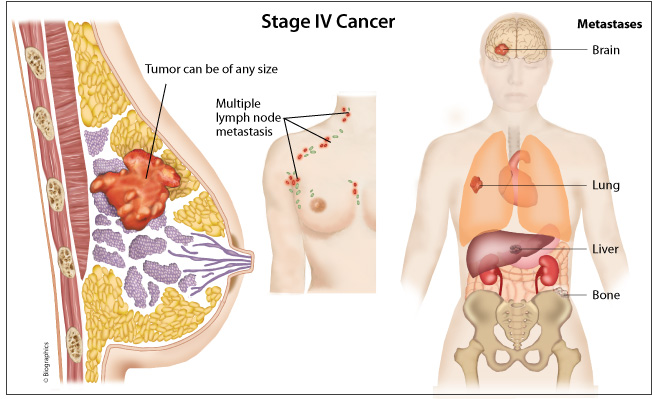 Stage IV Cancer
Metastases
Brain
Tumor can be of any size
Multiple
lymph node
metastasis
Lung
Liver
Bone
© Biographics